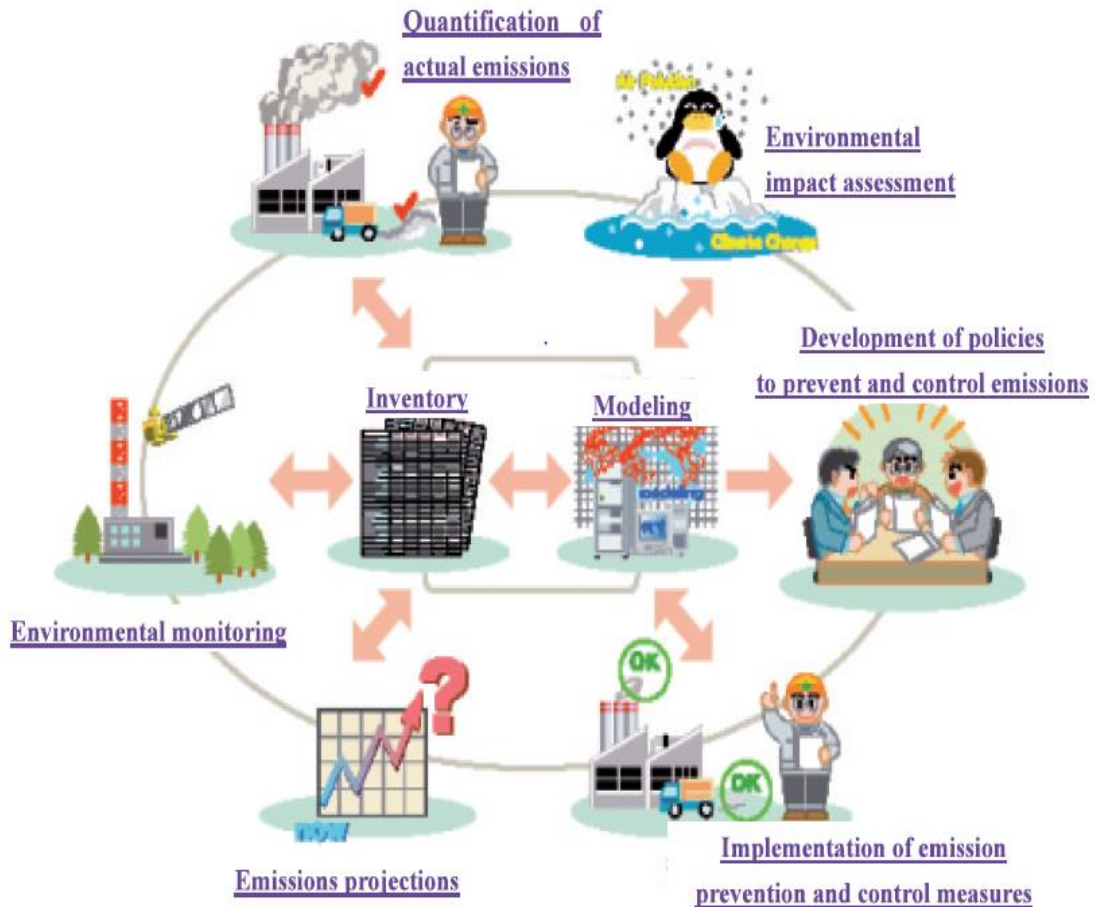 Quantification of
actual emissions
Air Pollution
Environmental
impact assessment
Climate Change
Development of policies
to prevent and control emissions
Inventory
Modeling
modeling
Environmental monitoring
OK
OK
NOW
Emissions projections
Implementation of emission
prevention and control measures